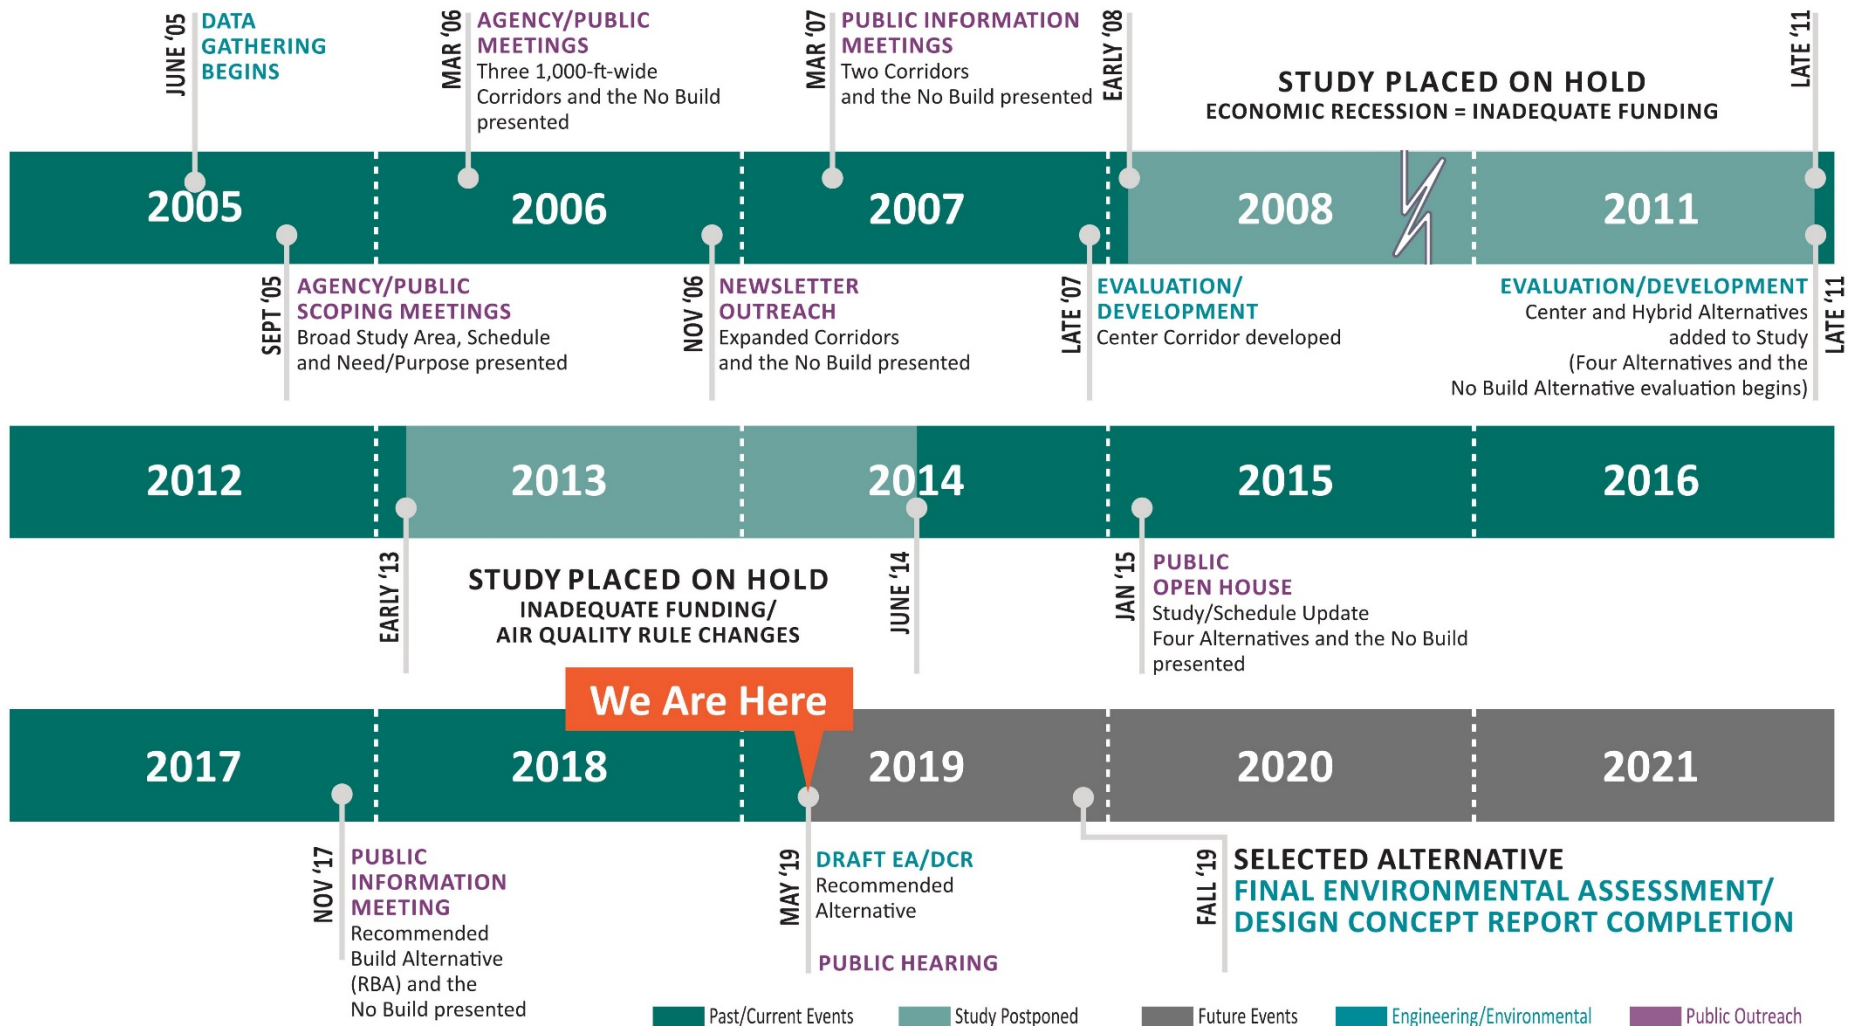 JUNE ‘05
DATA
GATHERING
BEGINS
MAR ‘06
AGENCY/PUBLIC
MEETINGS
Three 1,000-ft-wide
Corridors and the No Build
presented
MAR ‘07
PUBLIC INFORMATION
MEETINGS
Two Corridors
and the No Build presented
EARLY ‘08
STUDY PLACED ON HOLD
ECONOMIC RECESSION = INADEQUATE FUNDING
LATE ‘11
2005
2006
2007
2008
2011
SEPT ‘05
AGENCY/PUBLIC
SCOPING MEETINGS
Broad Study Area, Schedule
and Need/Purpose presented
NOV ‘06
NEWSLETTER
OUTREACH
Expanded Corridors
and the No Build presented
LATE ‘07
EVALUATION/
DEVELOPMENT
Center Corridor developed
EVALUATION/DEVELOPMENT
Center and Hybrid Alternatives
added to Study
(Four Alternatives and the
No Build Alternative evaluation begins)
LATE ‘11
2012
2013
2014
2015
2016
EARLY ‘13
STUDY PLACED ON HOLD
INADEQUATE FUNDING/
AIR QUALITY RULE CHANGES
JUNE ‘14
JAN ‘15
PUBLIC
OPEN HOUSE
Study/Schedule Update
Four Alternatives and the No Build
presented
We Are Here
2017
2018
2019
2020
2021
NOV ‘17
PUBLIC
INFORMATION
MEETING
Recommended
Build Alternative
(RBA) and the
No Build presented
MAY ‘19
DRAFT EA/DCR
Recommended
Alternative
PUBLIC HEARING
FALL ‘19
SELECTED ALTERNATIVE
FINAL ENVIRONMENTAL ASSESSMENT/
DESIGN CONCEPT REPORT COMPLETION
Past/Current Events
Study Postponed
Future Events
Engineering/Environmental
Public Outreach